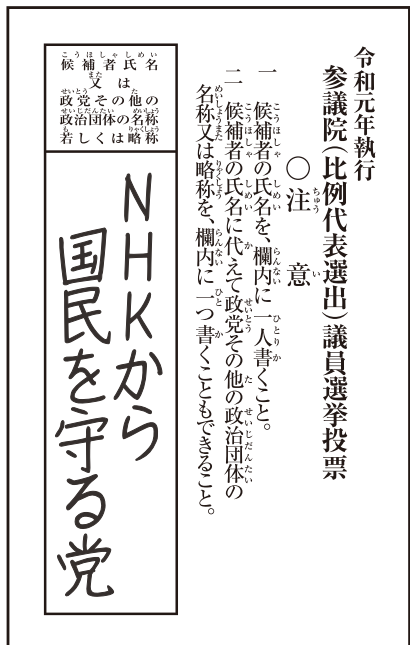 令和元年執行
参議院(比例代表選出)議員選挙投票
〇注意
一 候補者の氏名を、欄内に一人書くこと。
二 候補者の氏名に代えて政党その他の政治団体の
名称又は略称を、欄内に一つ書くこともできること。
候補者氏名
又は
政党その他の
政治団体の名称
若しくは略称
NHKから
国民を守る党